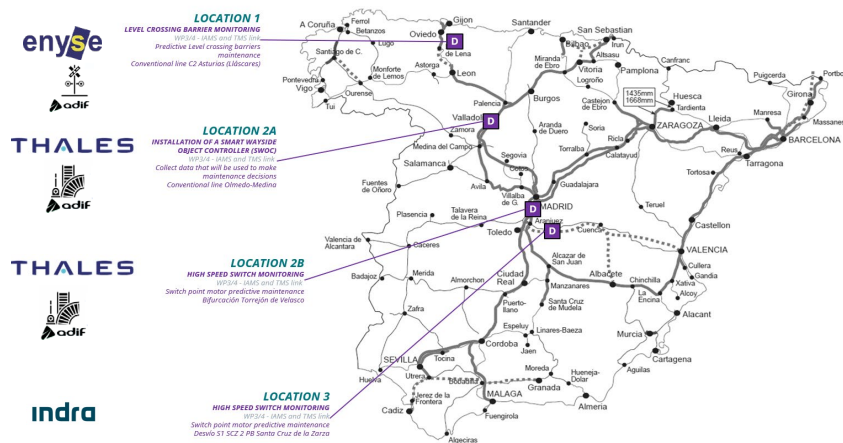 enyse
adif
THALES
adif
THALES
adif
indra
LOCATION 1
LEVEL CROSSING BARRIER MONITORING
WP3/4 - IAMS and TMS link
Predictive Level crossing barriers
maintenance
Conventional line C2 Asturias (Lláscares)
LOCATION 2A
INSTALLATION OF A SMART WAYSIDE
OBJECT CONTROLLER (SWOC)
WP3/4 - IAMS and TMS link
Collect data that will be used to make
maintenance decisions
Conventional line Olmedo-Medina
LOCATION 2B
HIGH SPEED SWITCH MONITORING
WP3/4 - IAMS and TMS link
Switch point motor predictive maintenance
Bifurcación Torrejón de Velasco
LOCATION 3
HIGH SPEED SWITCH MONITORING
WP3/4 - IAMS and TMS link
Switch point motor predictive maintenance
Desvío S1 SCZ 2 PB Santa Cruz de la Zarza
A Coruña
Ferrol
Betanzos
Lugo
Santiago de C.
Pontevedra
Vigo
Tui
Ourense
Monforte
de Lemos
Oviedo
Gijon
D
de Lena
Astorga
Leon
Santander
Bilbao
San Sebastian
Irun
Altsasu
Miranda
de Ebro
Vitoria
Logroño
Pamplona
Canfranc
Castejon
de Ebro
1435mm
1668mm
Huesca
Tardienta
Puigcerda
Portbou
Girona
Massanes
Manresa
BARCELONA
Lleida
ZARAGOZA
Reus
Tarragona
Tortosa
Palencia
Burgos
Valladolid
D
Zamora
Medina del Campo
Aranda
de Duero
Soria
Ricla
Calatayud
Torralba
Salamanca
Segovia
Avila
Villalba
de G.
Guadalajara
Fuentes
de Oñoro
Plasencia
Talavera
de la Reina
D
MADRID
Aranjuez
D
Toledo
Cuenca
Teruel
Castellon
VALENCIA
Cullera
Gandia
Xativa
Alcoy
Alacant
Valencia de
Alcantara
Caceres
Badajoz
Merida
Almorchon
Ciudad
Real
Alcazar de
San Juan
Manzanares
Albacete
Chinchilla
La
Encina
Puerto-
llano
Santa Cruz
de Mudela
Zafra
Espeluy
Linares-Baeza
Jaen
Cordoba
Murcia
Cartagena
Aguilas
SEVILLA
Tocina
Huelva
Utrera
Bobadilla
Moreda
Granada
Hueneja-
Dolar
Almeria
Jerez de la
Frontera
Cadiz
MALAGA
Fuengirola
Algeciras